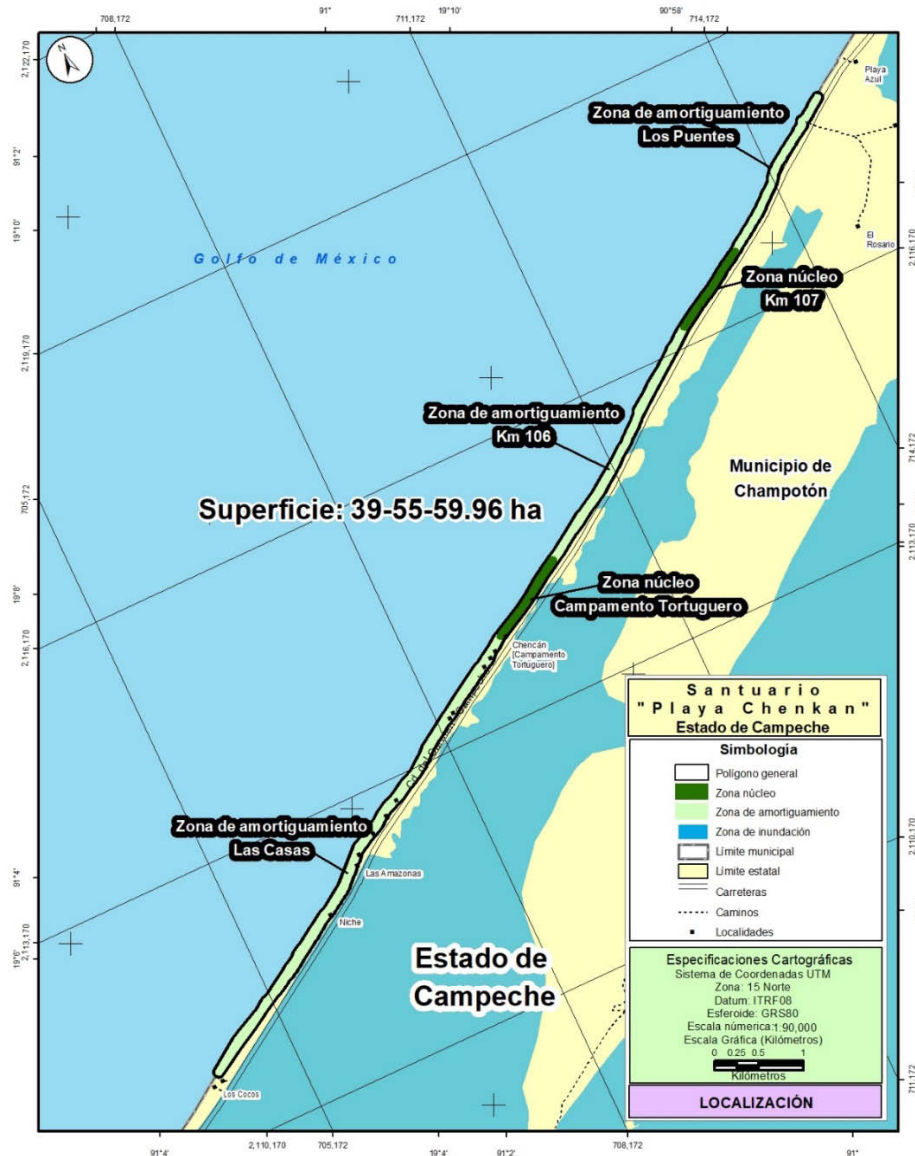 708,172
91°
711,172
19°10'
90°58'
714,172
N
2,122,170
Playa
Azul
Zona de amortiguamiento
Los Puentes
91°2'
19°10'
El
Rosario
2,116,170
Golfo de México
Zona núcleo
Km 107
2,119,170
Zona de amortiguamiento
Km 106
714,172
Municipio de
Champotón
705,172
Superficie: 39-55-59.96 ha
2,113,170
Zona núcleo
Campamento Tortuguero
19°8'
2,116,170
Chencán
[Campamento
Tortuguero]
Santuario
"Playa Chenkan"
Estado de Campeche
Simbología
Polígono general
Zona núcleo
Zona de amortiguamiento
Zona de inundación
Límite municipal
Límite estatal
Carreteras
Caminos
Localidades
Zona de amortiguamiento
Las Casas
2,110,170
91°4'
Las Amazonas
Niche
2,113,170
19°6'
Estado de
Campeche
Especificaciones Cartográficas
Sistema de Coordenadas UTM
Zona: 15 Norte
Datum: ITRF08
Esferoide: GRS80
Escala númerica:1:90,000
Escala Gráfica (Kilómetros)
0 0.25 0.5 1
Kilómetros
711,172
Los Cocos
LOCALIZACIÓN
91°4'
2,110,170
705,172
19°4'
91°2'
708,172
91°